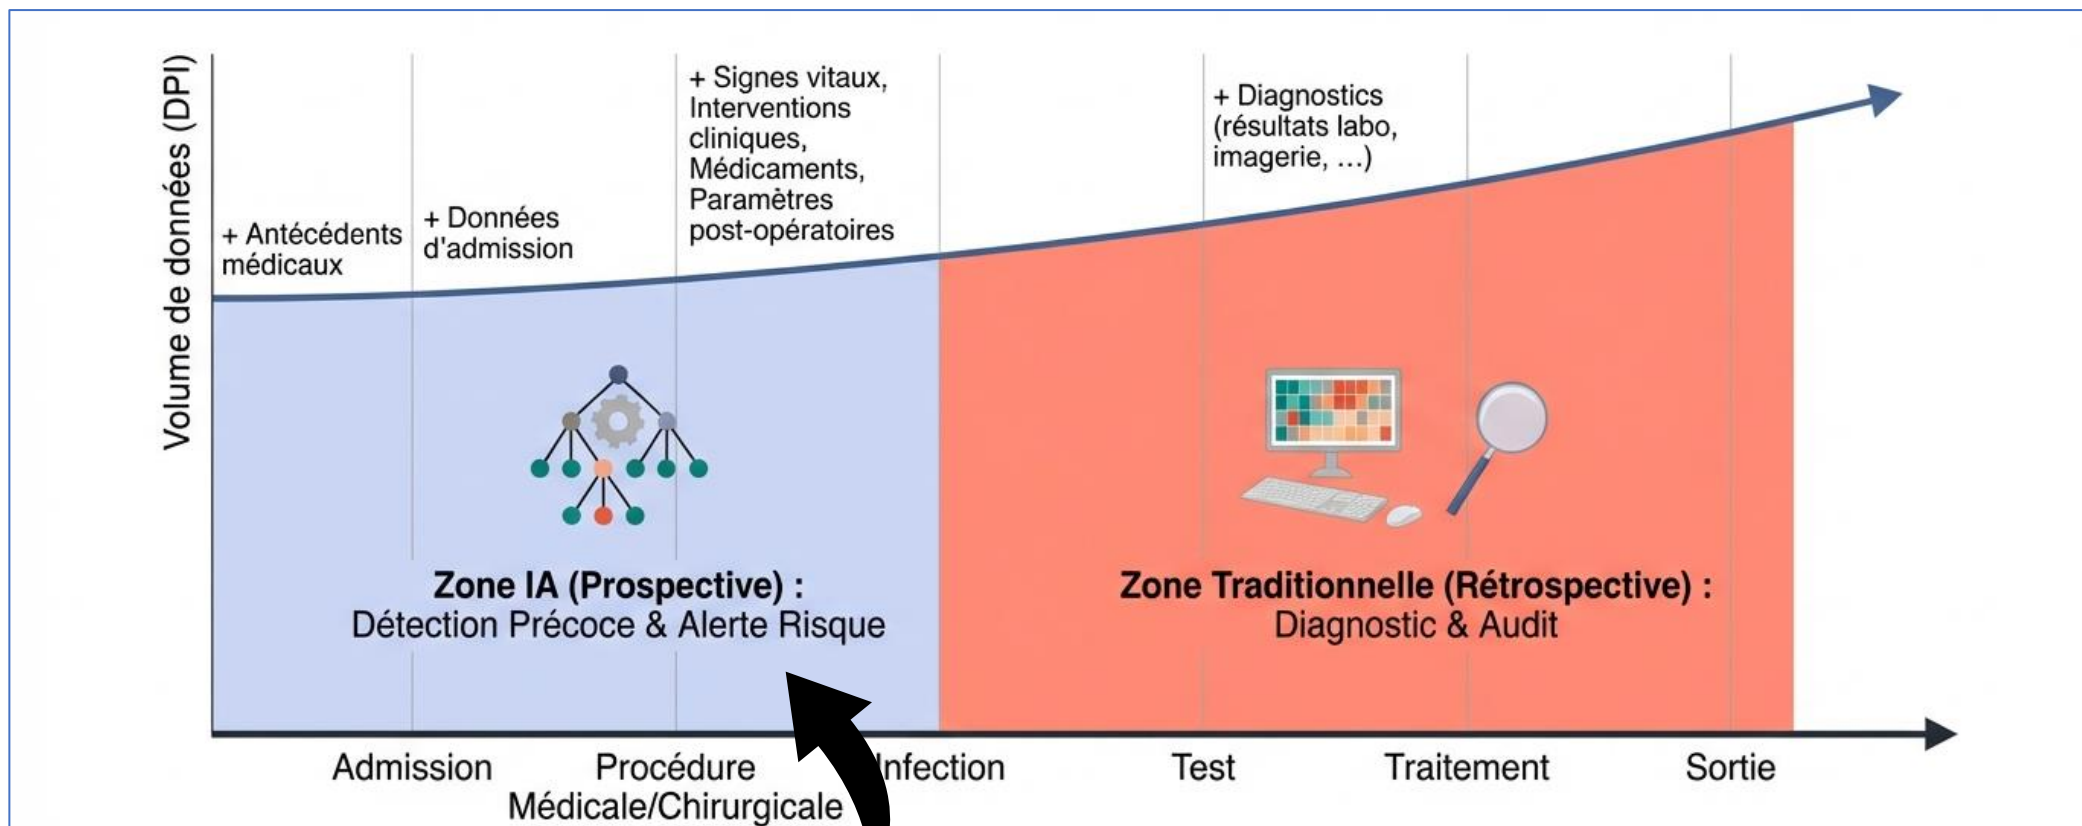 Volume de données (DPI)
+ Antécédents
médicaux
+ Données
d'admission
+ Signes vitaux,
Interventions
cliniques,
Médicaments,
Paramètres
post-opératoires
+ Diagnostics
(résultats labo,
imagerie, ...)
Zone IA (Prospective) :
Détection Précoce & Alerte Risque
Zone Traditionnelle (Rétrospective) :
Diagnostic & Audit
Admission
Procédure
Médicale/Chirurgicale
Infection
Test
Traitement
Sortie